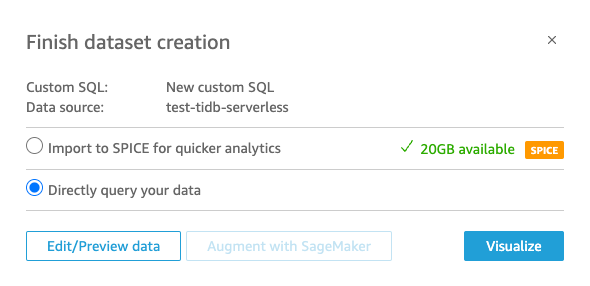 Finish dataset creation
Custom SQL: New custom SQL
Data source: test-tidb-serverless
Import to SPICE for quicker analytics 20GB available SPICE
Directly query your data
Edit/Preview data Augment with SageMaker Visualize